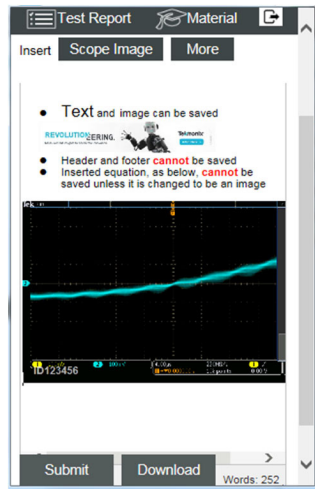 Test Report Material
Insert Scope Image More
Text and image can be saved
REVOLUTIONEERING. Tektronix
Header and footer cannot be saved
Inserted equation, as below, cannot be
saved unless it is changed to be an image
Tek
ID123456
Submit Download
Words: 252